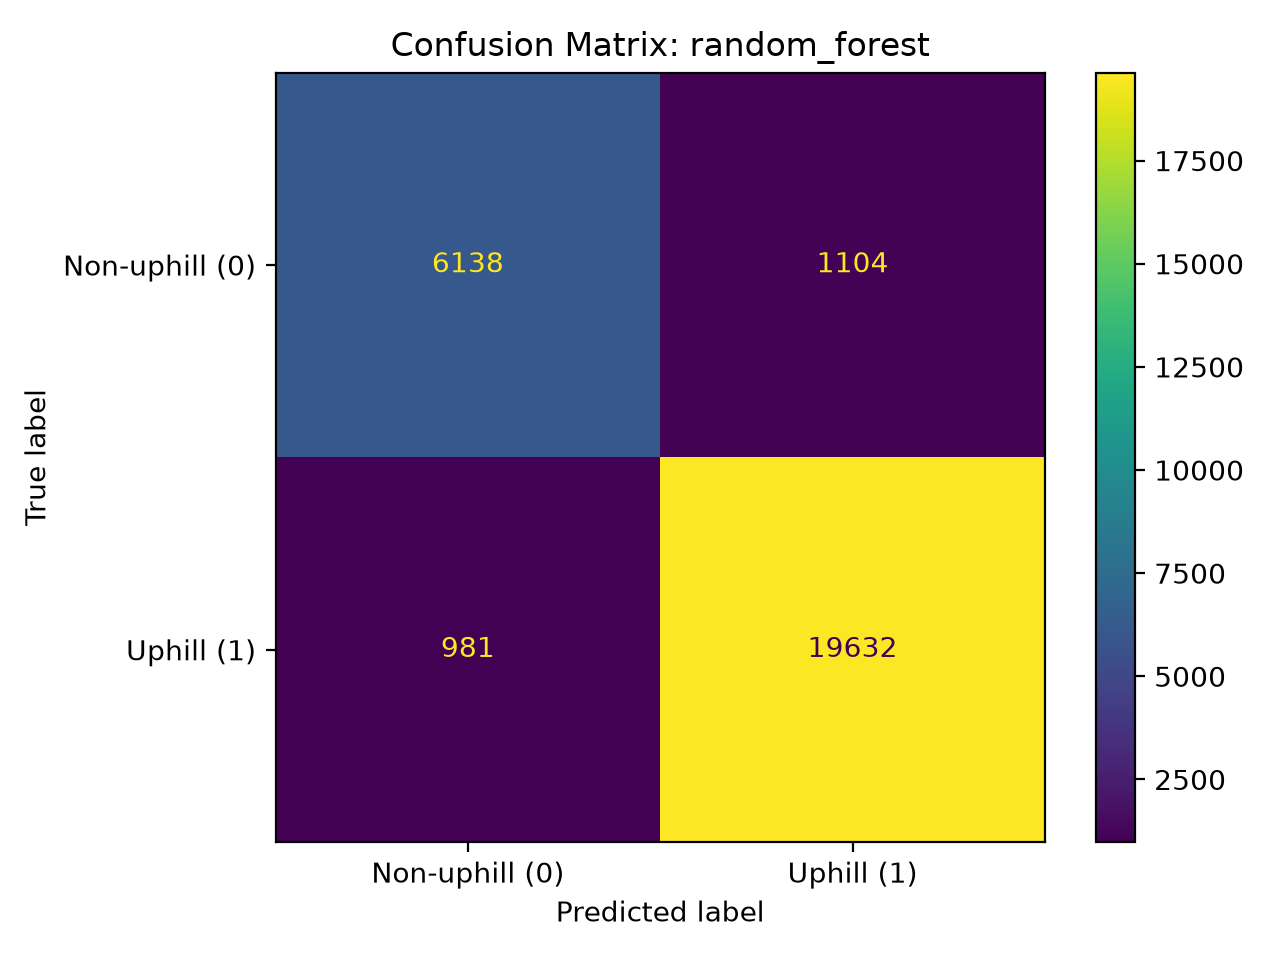 Confusion Matrix: random_forest
Non-uphill (0)
6138
1104
Uphill (1)
981
19632
Non-uphill (0)
Uphill (1)
Predicted label
True label
17500
15000
12500
10000
7500
5000
2500